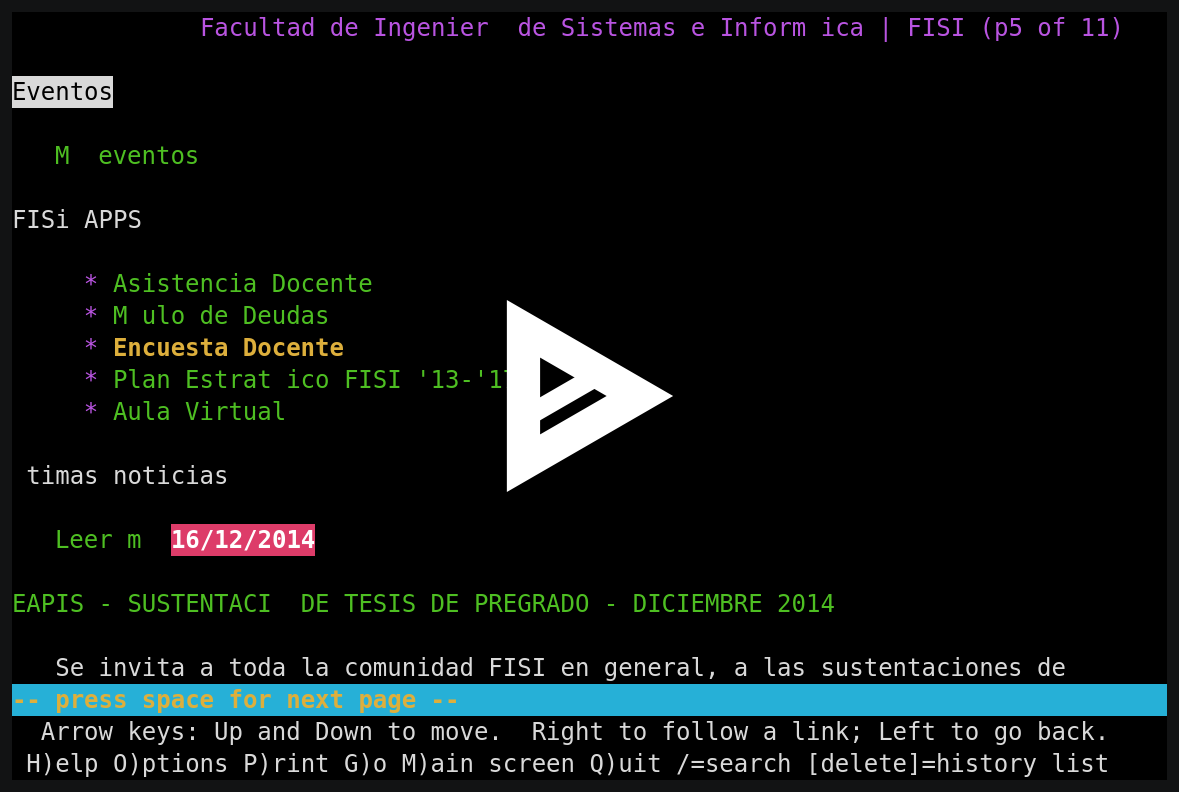 Facultad de Ingenier  de Sistemas e Inform ica | FISI (p5 of 11)
Eventos
M  eventos
FISi APPS
* Asistencia Docente
* M ulo de Deudas
* Encuesta Docente
* Plan Estrat ico FISI '13-'17
* Aula Virtual
timas noticias
Leer m  16/12/2014
EAPIS - SUSTENTACI  DE TESIS DE PREGRADO - DICIEMBRE 2014
Se invita a toda la comunidad FISI en general, a las sustentaciones de
-- press space for next page --
Arrow keys: Up and Down to move.  Right to follow a link; Left to go back.
H)elp O)ptions P)rint G)o M)ain screen Q)uit /=search [delete]=history list